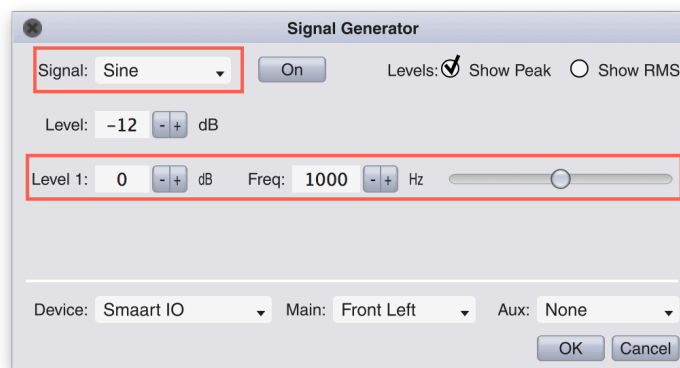 Signal Generator
Signal: Sine On Levels: Show Peak Show RMS
Level: -12 - + dB
Level 1: 0 - + dB Freq: 1000 - + Hz
Device: Smaart IO Main: Front Left Aux: None
OK Cancel